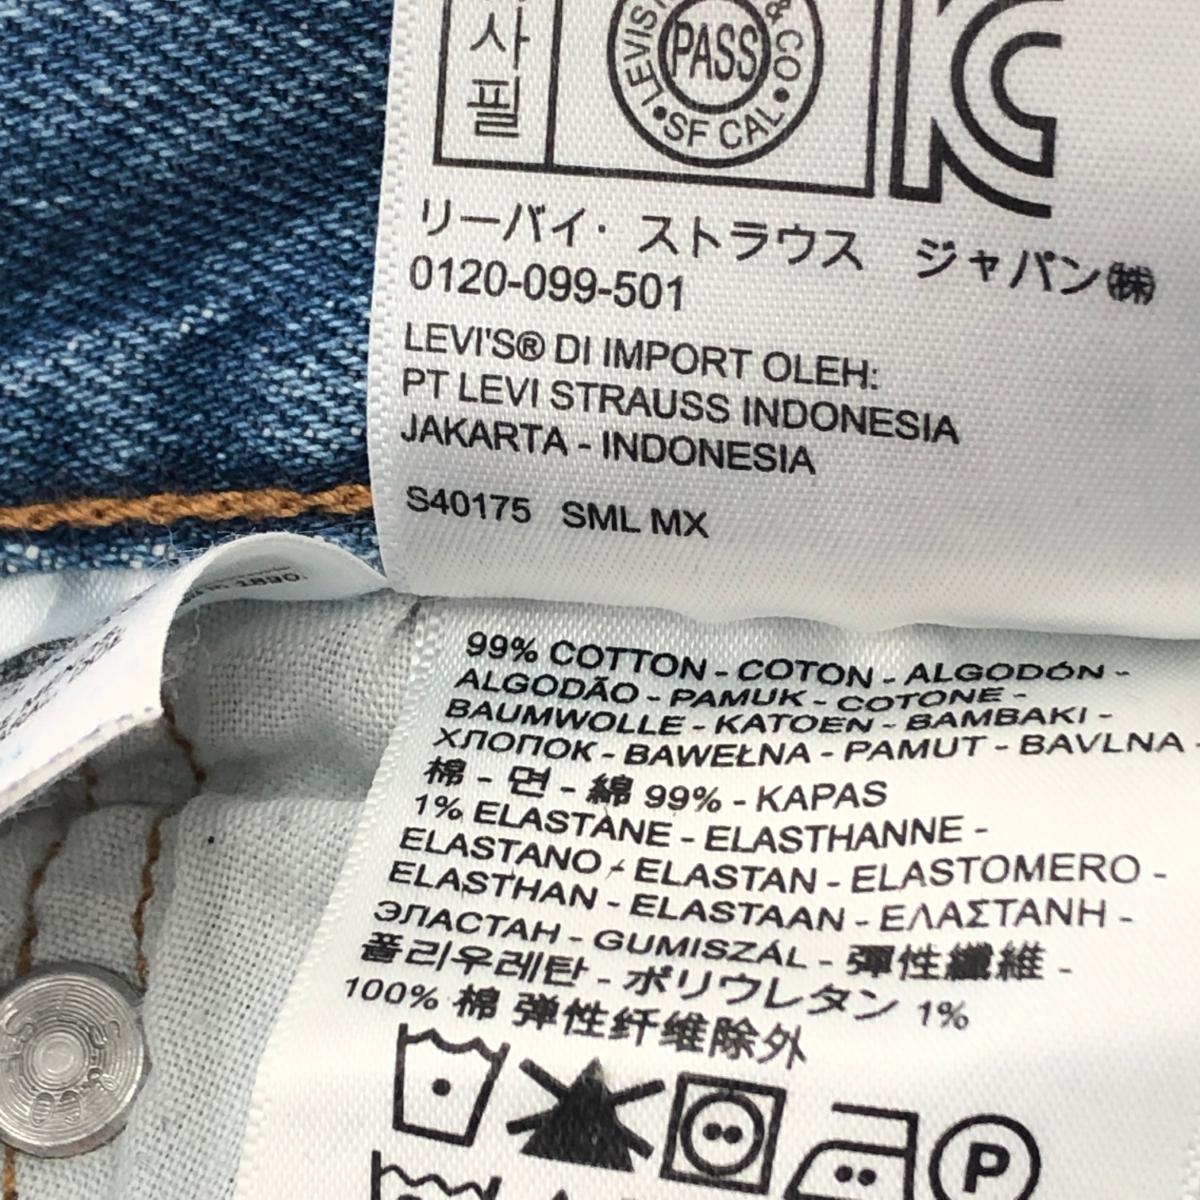 사
필
LEVIS & CO
PASS
SF CAL
リーバイ・ストラウス ジャパン㈱
0120-099-501
LEVI'S® DI IMPORT OLEH:
PT LEVI STRAUSS INDONESIA
JAKARTA - INDONESIA
S40175 SML MX
1890.
99% COTTON - COTON - ALGODÓN -
ALGODÃO - PAMUK - COTONE -
BAUMWOLLE - KATOEN - BAMBAKI -
ХЛОПОК - BAWEŁNA - PAMUT - BAVLNA -
棉 - 면 - 綿 99% - KAPAS
1% ELASTANE - ELASTHANNE -
ELASTANO - ELASTAN - ELASTOMERO -
ELASTHAN - ELASTAAN - ΕΛΑΣΤΑΝΗ -
ЭЛАСТАН - GUMISZÁL - 彈性纖維 -
폴리우레탄 - ポリウレタン 1%
100% 棉 弹性纤维除外
P